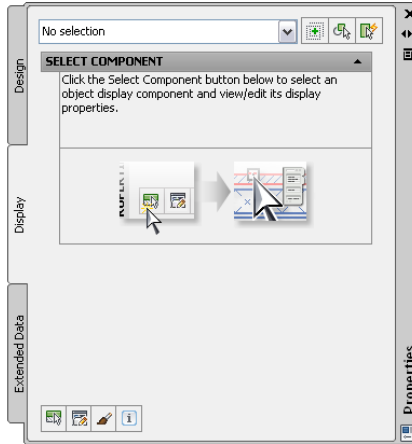 No selection
Design
SELECT COMPONENT
Click the Select Component button below to select an
object display component and view/edit its display
properties.
Display
Extended Data
Properties